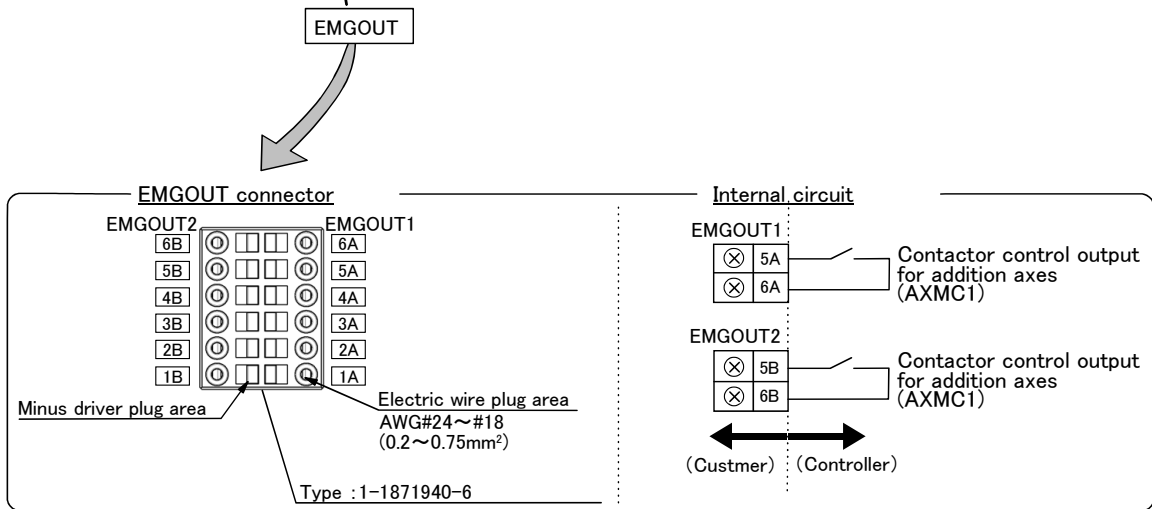 EMGOUT
EMGOUT connector
EMGOUT2
EMGOUT1
6B
6A
5B
5A
4B
4A
3B
3A
2B
2A
1B
1A
Minus driver plug area
Electric wire plug area
AWG#24～#18
(0.2～0.75mm²)
Type :1-1871940-6
Internal circuit
EMGOUT1
5A
6A
Contactor control output
for addition axes
(AXMC1)
EMGOUT2
5B
6B
Contactor control output
for addition axes
(AXMC1)
(Custmer) (Controller)